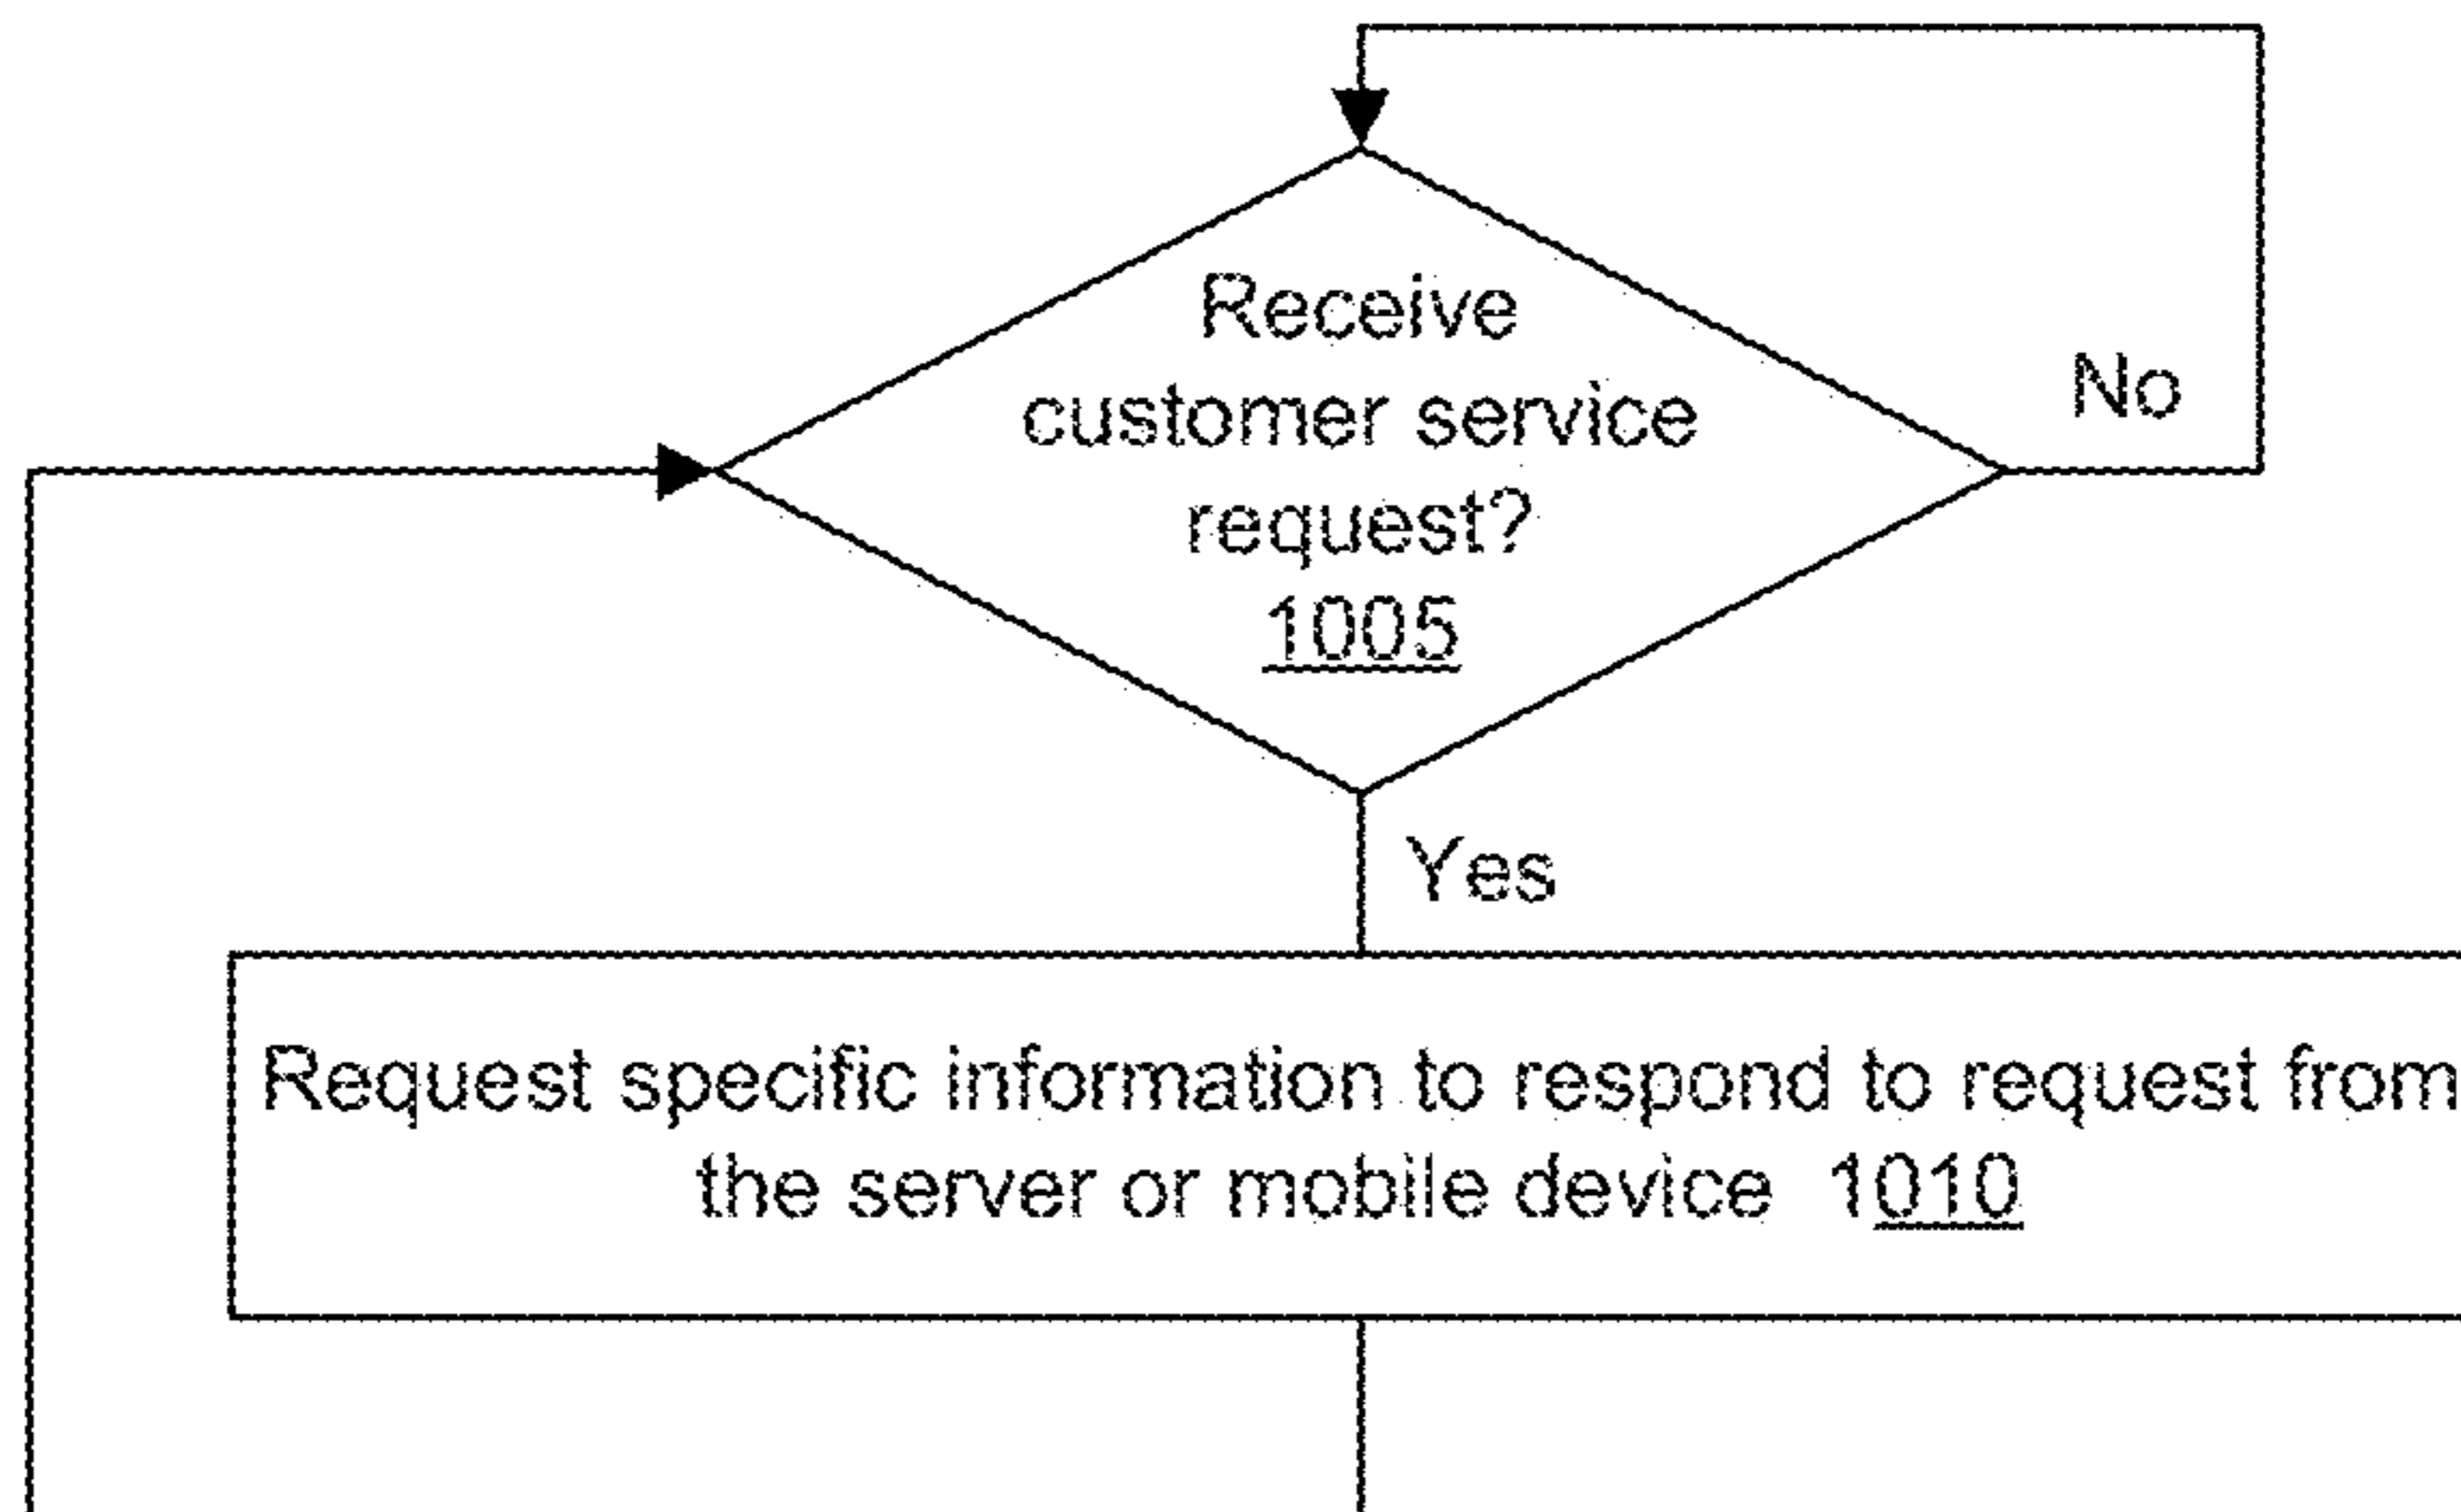 Receive
customer service
request?
1005
No
Yes
Request specific information to respond to request from
the server or mobile device 1010